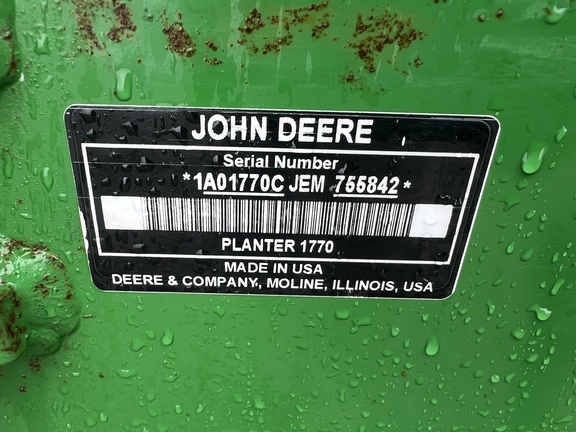 JOHN DEERE
Serial Number
*1A01770C JEM 755842*
PLANTER 1770
MADE IN USA
DEERE & COMPANY, MOLINE, ILLINOIS, USA